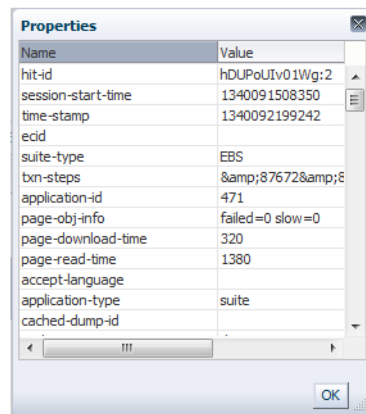 Properties
Name Value
hit-id hDUPoUIv01Wg:2
session-start-time 1340091508350
time-stamp 1340092199242
ecid
suite-type EBS
txn-steps &amp;87672&amp;8
application-id 471
page-obj-info failed=0 slow=0
page-download-time 320
page-read-time 1380
accept-language
application-type suite
cached-dump-id
OK